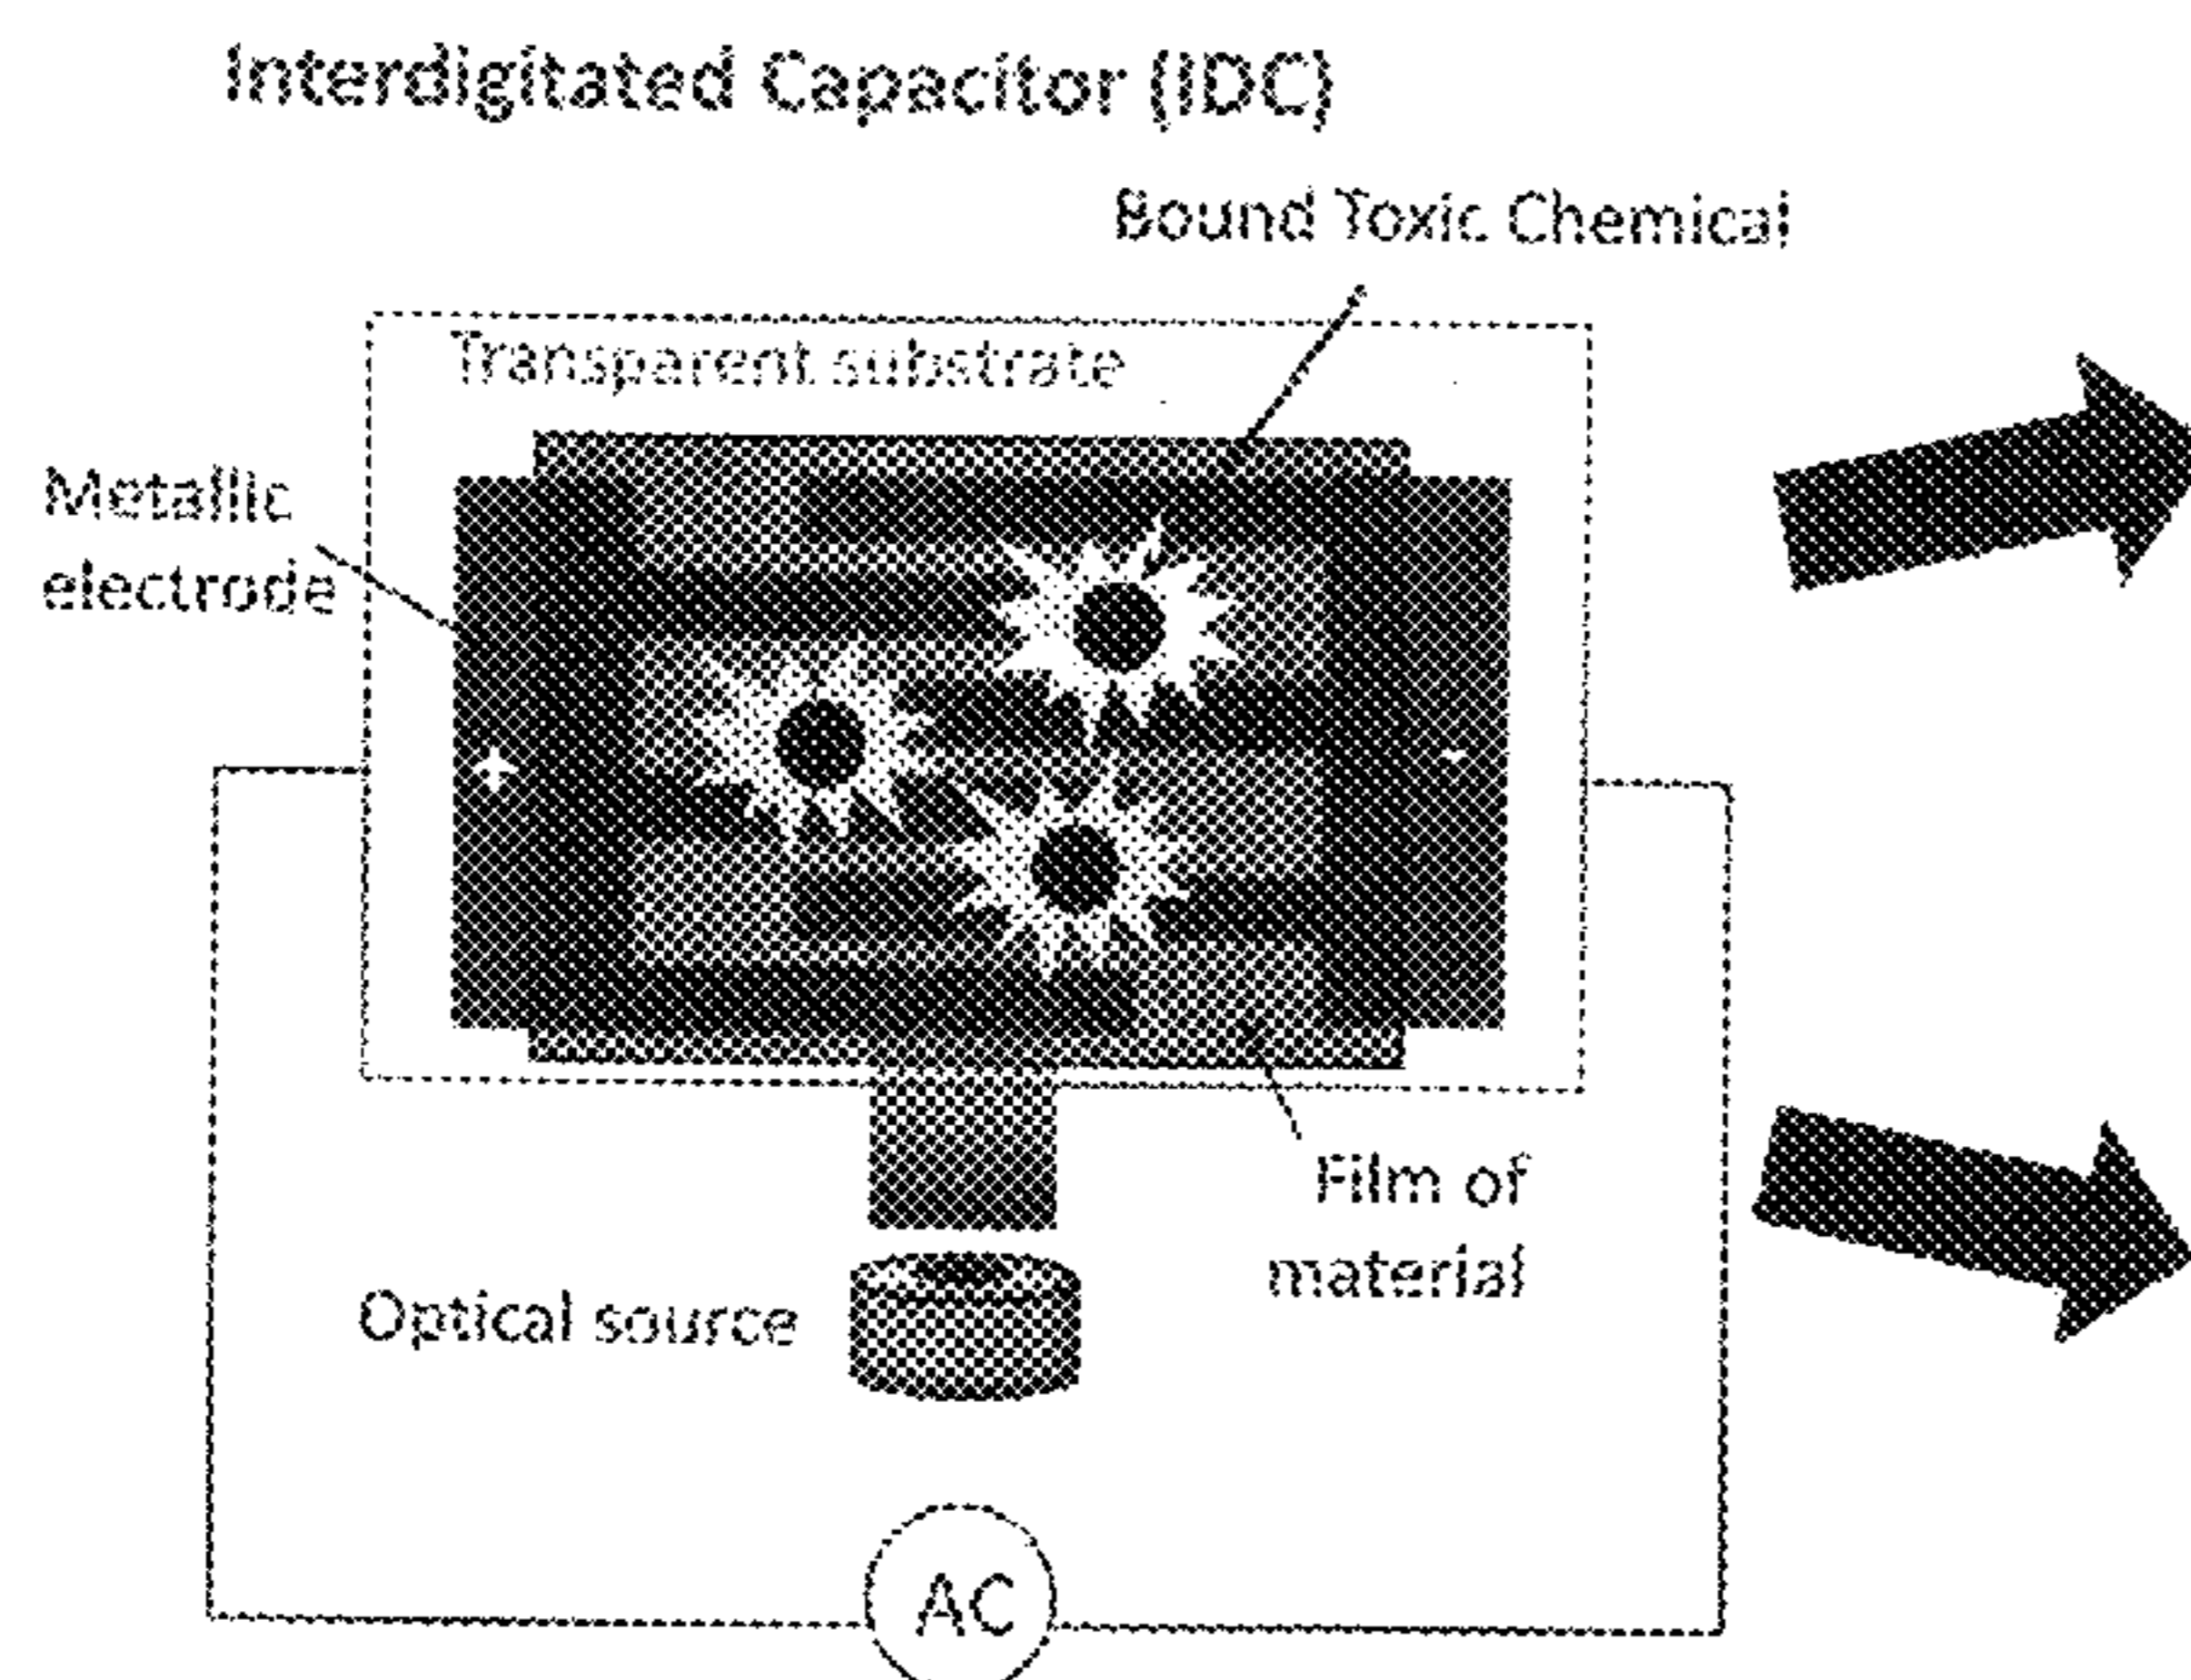 Interdigitated Capacitor (IDC)
Bound Toxic Chemical
Transparent substrate
Metallic
electrode
+
-
Film of
material
Optical source
AC